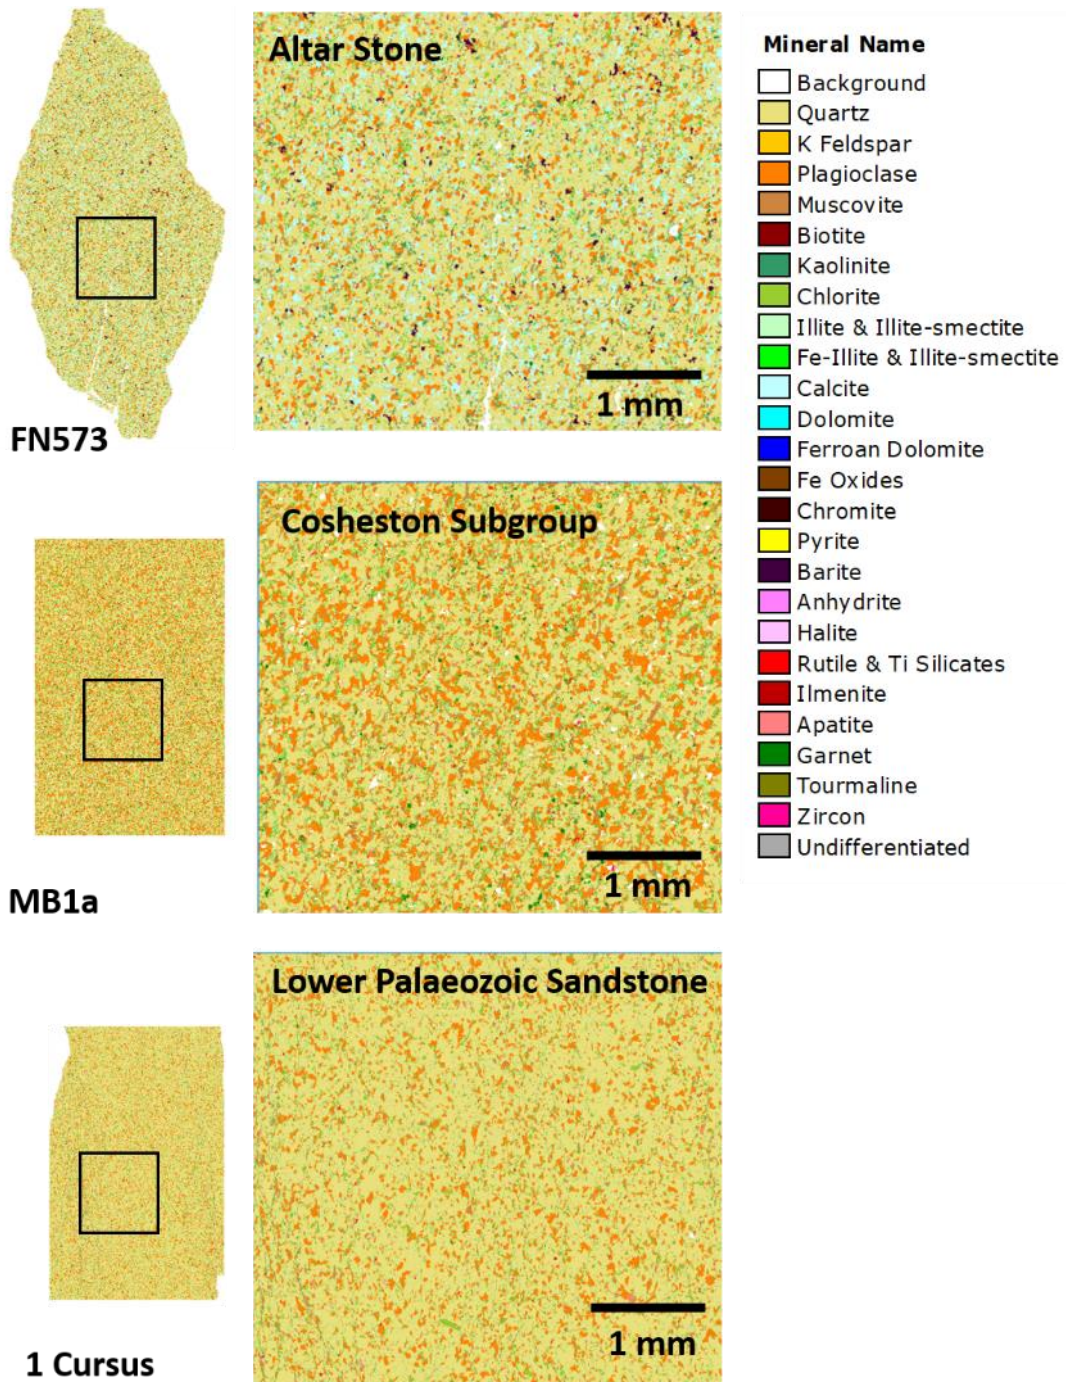 Altar Stone
1 mm
FN573
Cosheston Subgroup
1 mm
MB1a
Lower Palaeozoic Sandstone
1 mm
1 Cursus
Mineral Name
Background
Quartz
K Feldspar
Plagioclase
Muscovite
Biotite
Kaolinite
Chlorite
Illite & Illite-smectite
Fe-Illite & Illite-smectite
Calcite
Dolomite
Ferroan Dolomite
Fe Oxides
Chromite
Pyrite
Barite
Anhydrite
Halite
Rutile & Ti Silicates
Ilmenite
Apatite
Garnet
Tourmaline
Zircon
Undifferentiated